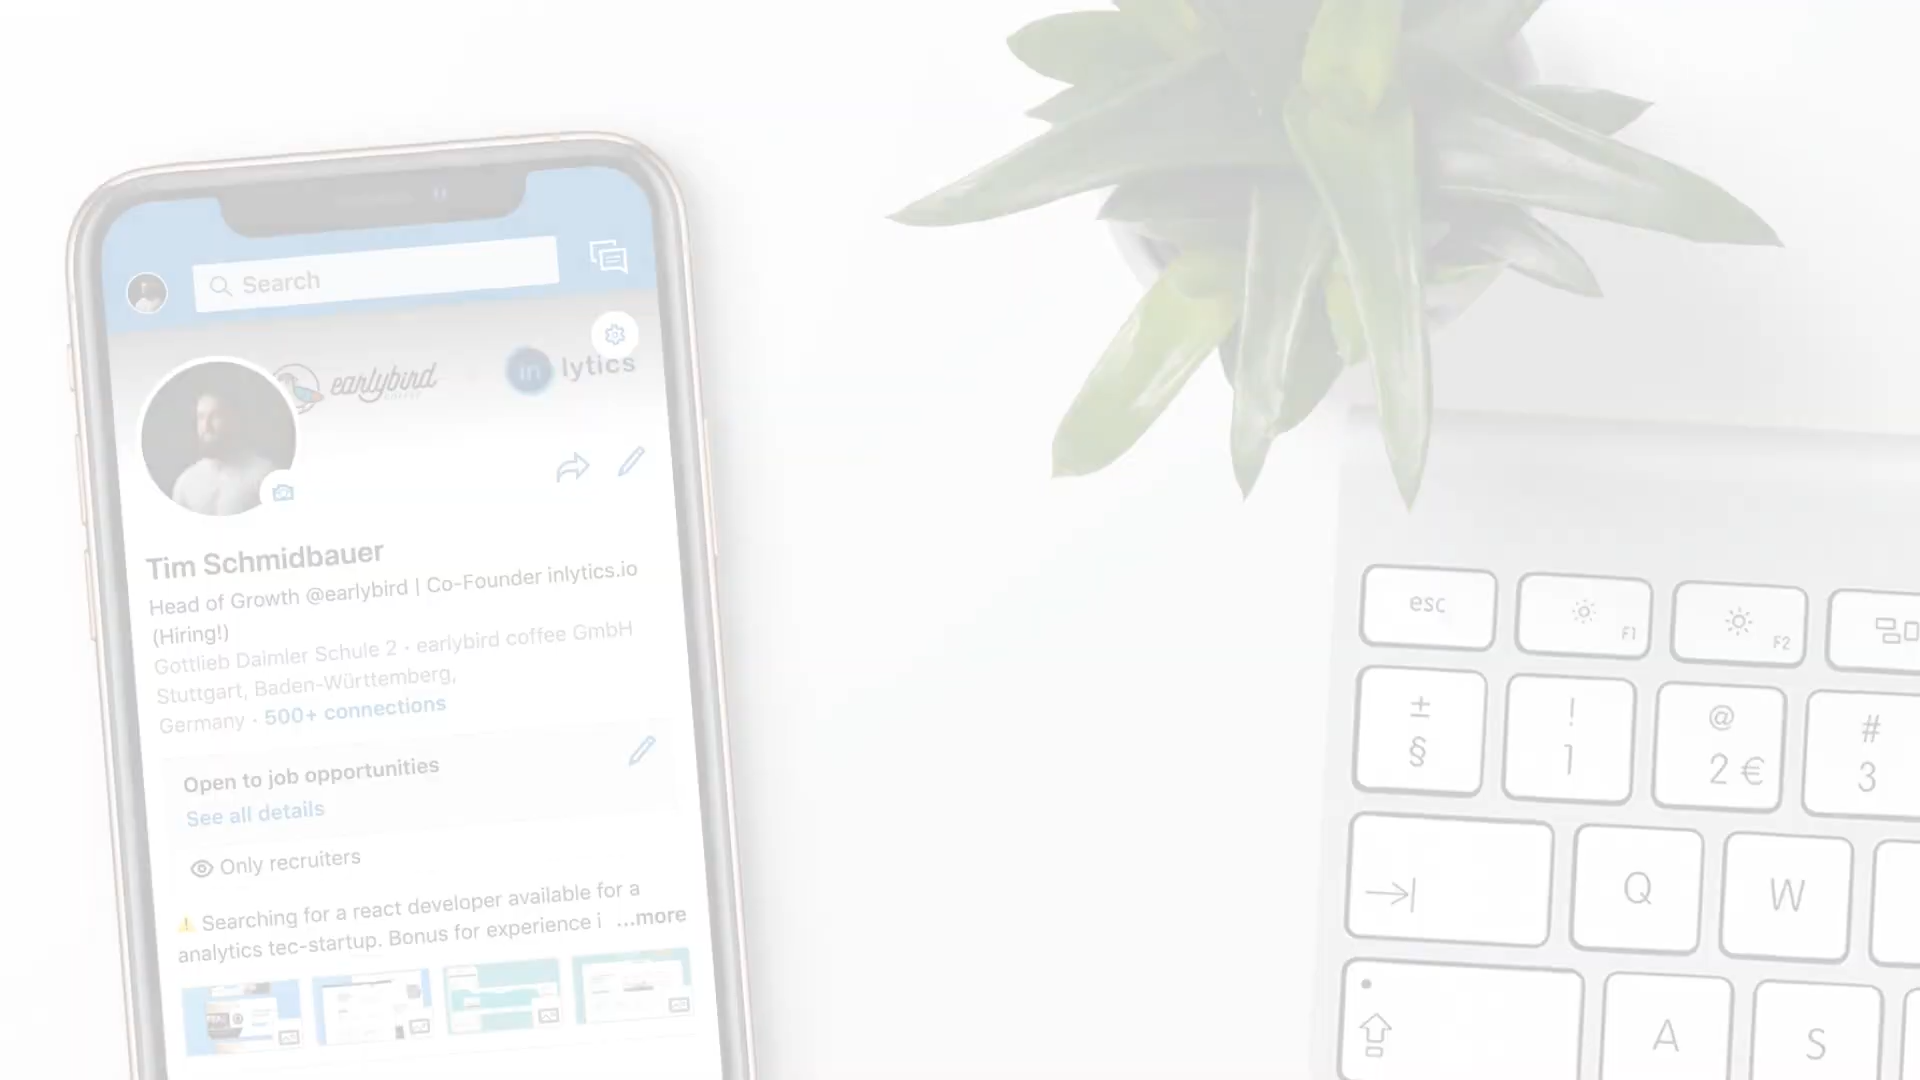 Search
earlybird
COFFEE
in lytics
Tim Schmidbauer
Head of Growth @earlybird | Co-Founder inlytics.io
(Hiring!)
Gottlieb Daimler Schule 2 · earlybird coffee GmbH
Stuttgart, Baden-Württemberg,
Germany · 500+ connections
Open to job opportunities
See all details
Only recruiters
⚠️ Searching for a react developer available for a
analytics tec-startup. Bonus for experience i ...more
esc
F1
F2
±
§
!
1
@
2 €
#
3
Q
W
A
S